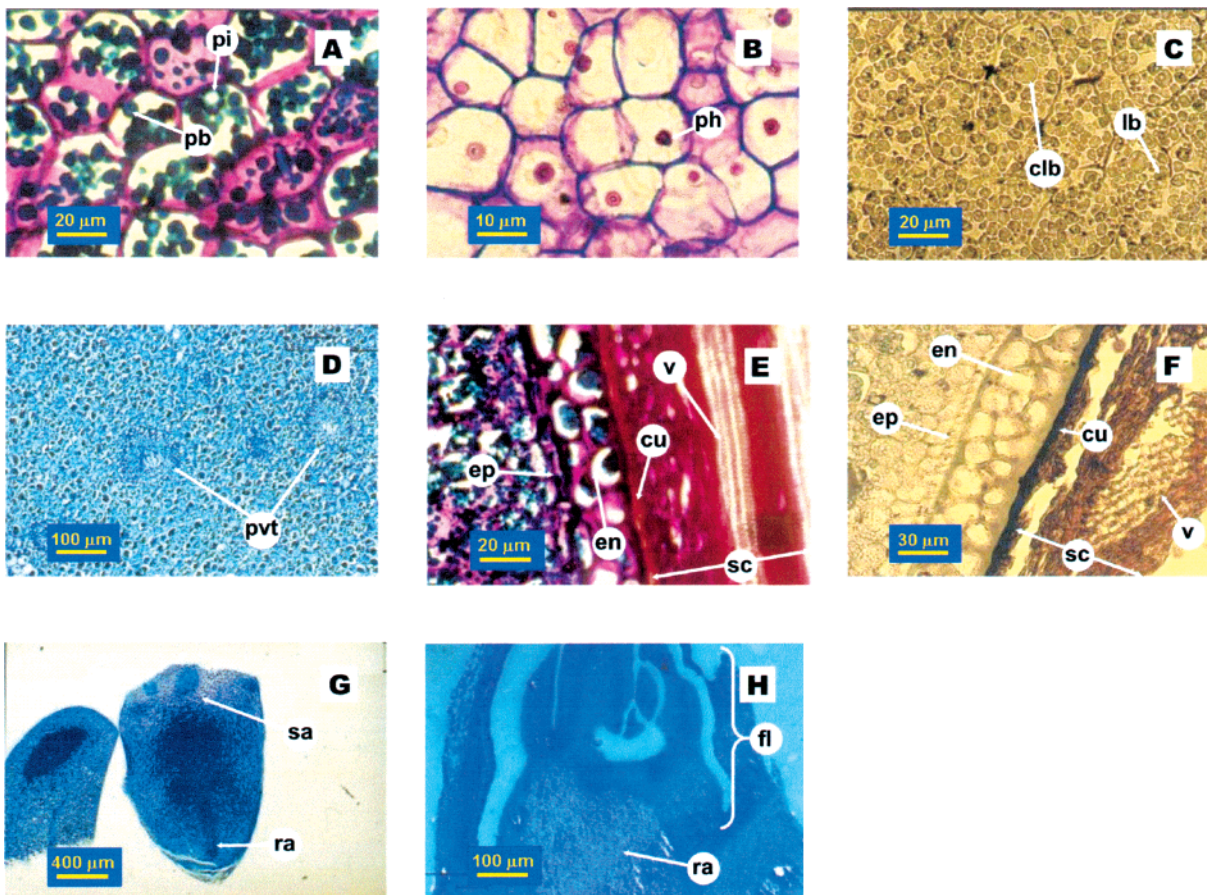 A
pi
pb
20 μm
B
ph
10 μm
C
clb
lb
20 μm
D
pvt
100 μm
E
v
cu
ep
en
sc
20 μm
F
en
ep
cu
sc
v
30 μm
G
sa
ra
400 μm
H
fl
ra
100 μm